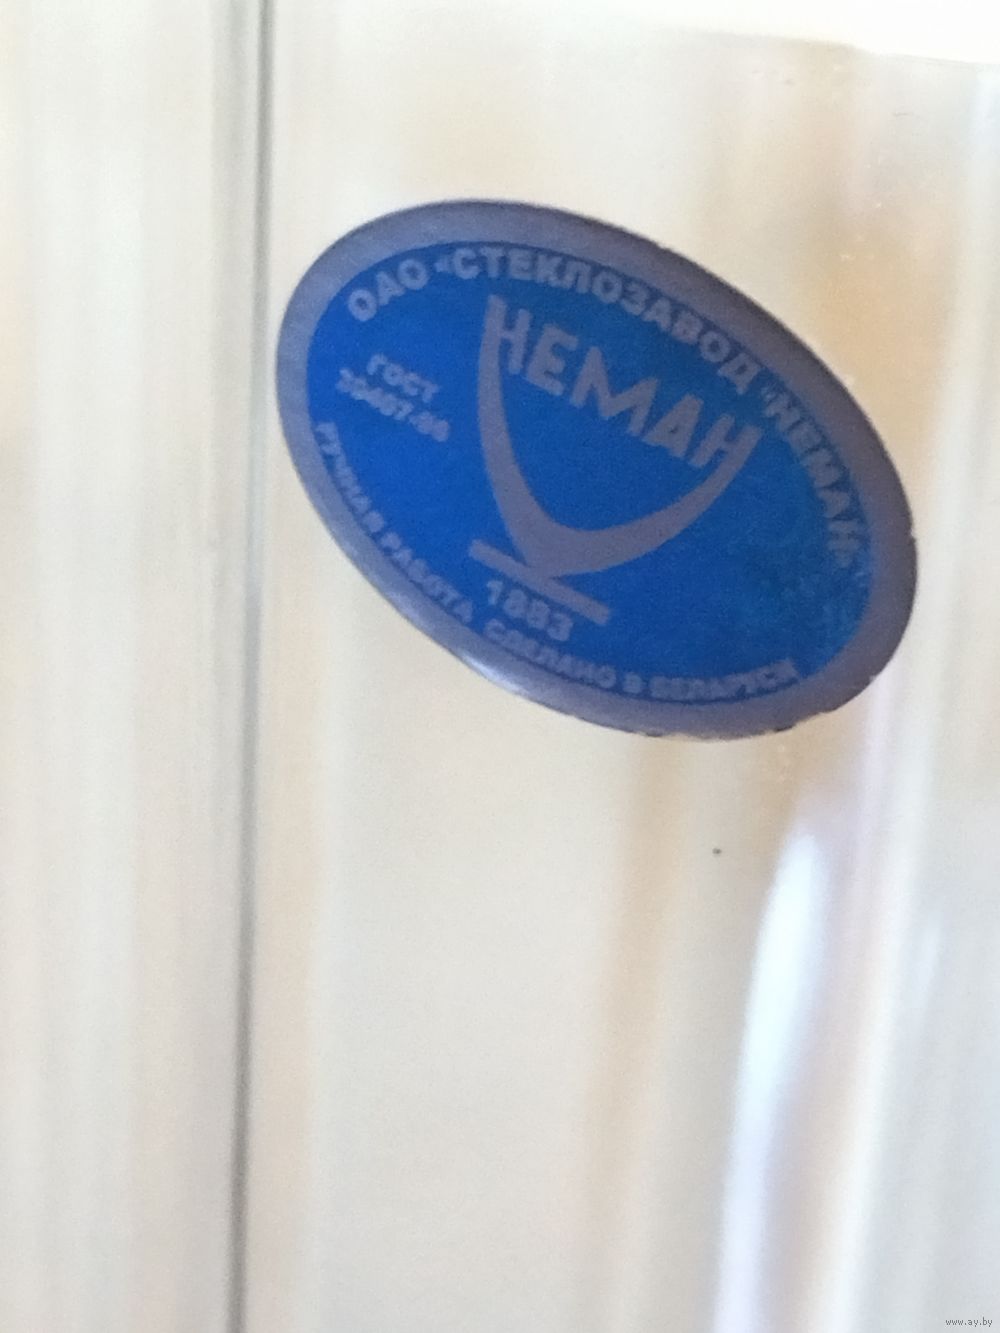 ОАО «СТЕКЛОЗАВОД "НЕМАН"
НЕМАН
ГОСТ
1883
РУЧНАЯ РАБОТА СДЕЛАНО В БЕЛАРУСИ
www.ay.by